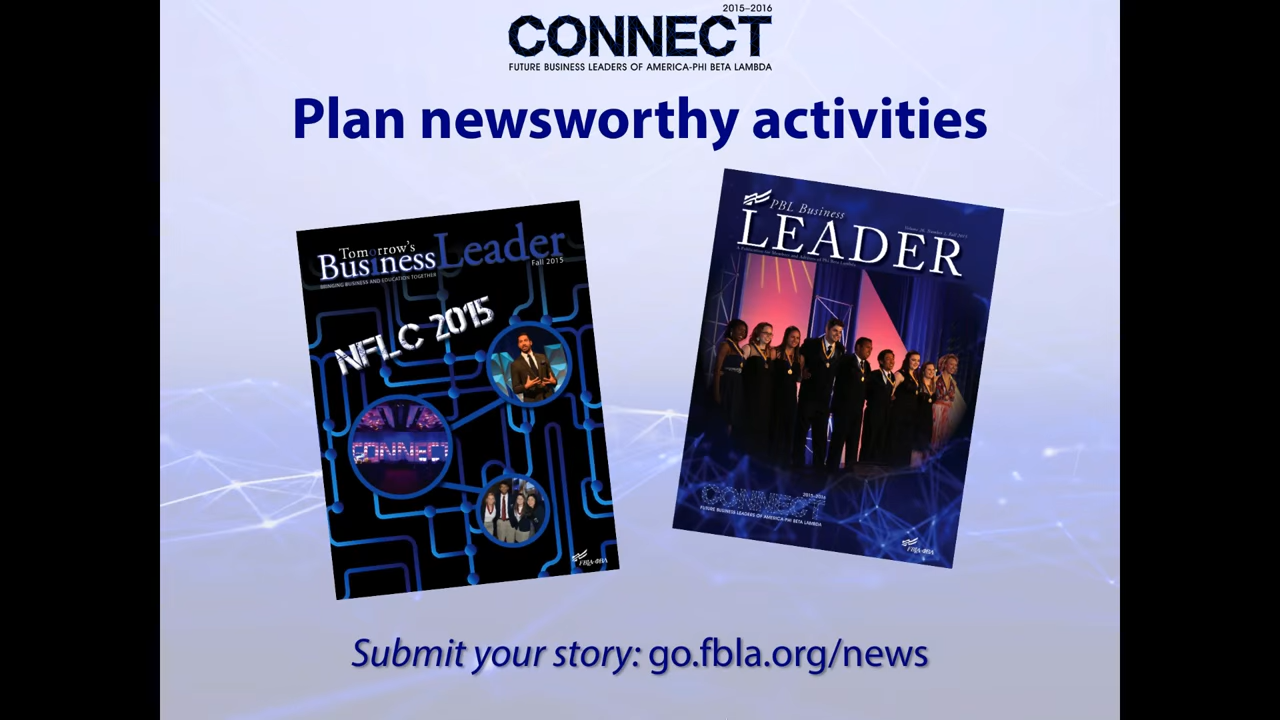 2015–2016
CONNECT
FUTURE BUSINESS LEADERS OF AMERICA-PHI BETA LAMBDA
Plan newsworthy activities
Tomorrow's
Business Leader
Fall 2015
BRINGING BUSINESS AND EDUCATION TOGETHER
NFLC 2015
CONNECT
FBLA-PBL
PBL Business
LEADER
2015–2016
CONNECT
FUTURE BUSINESS LEADERS OF AMERICA-PHI BETA LAMBDA
Submit your story: go.fbla.org/news